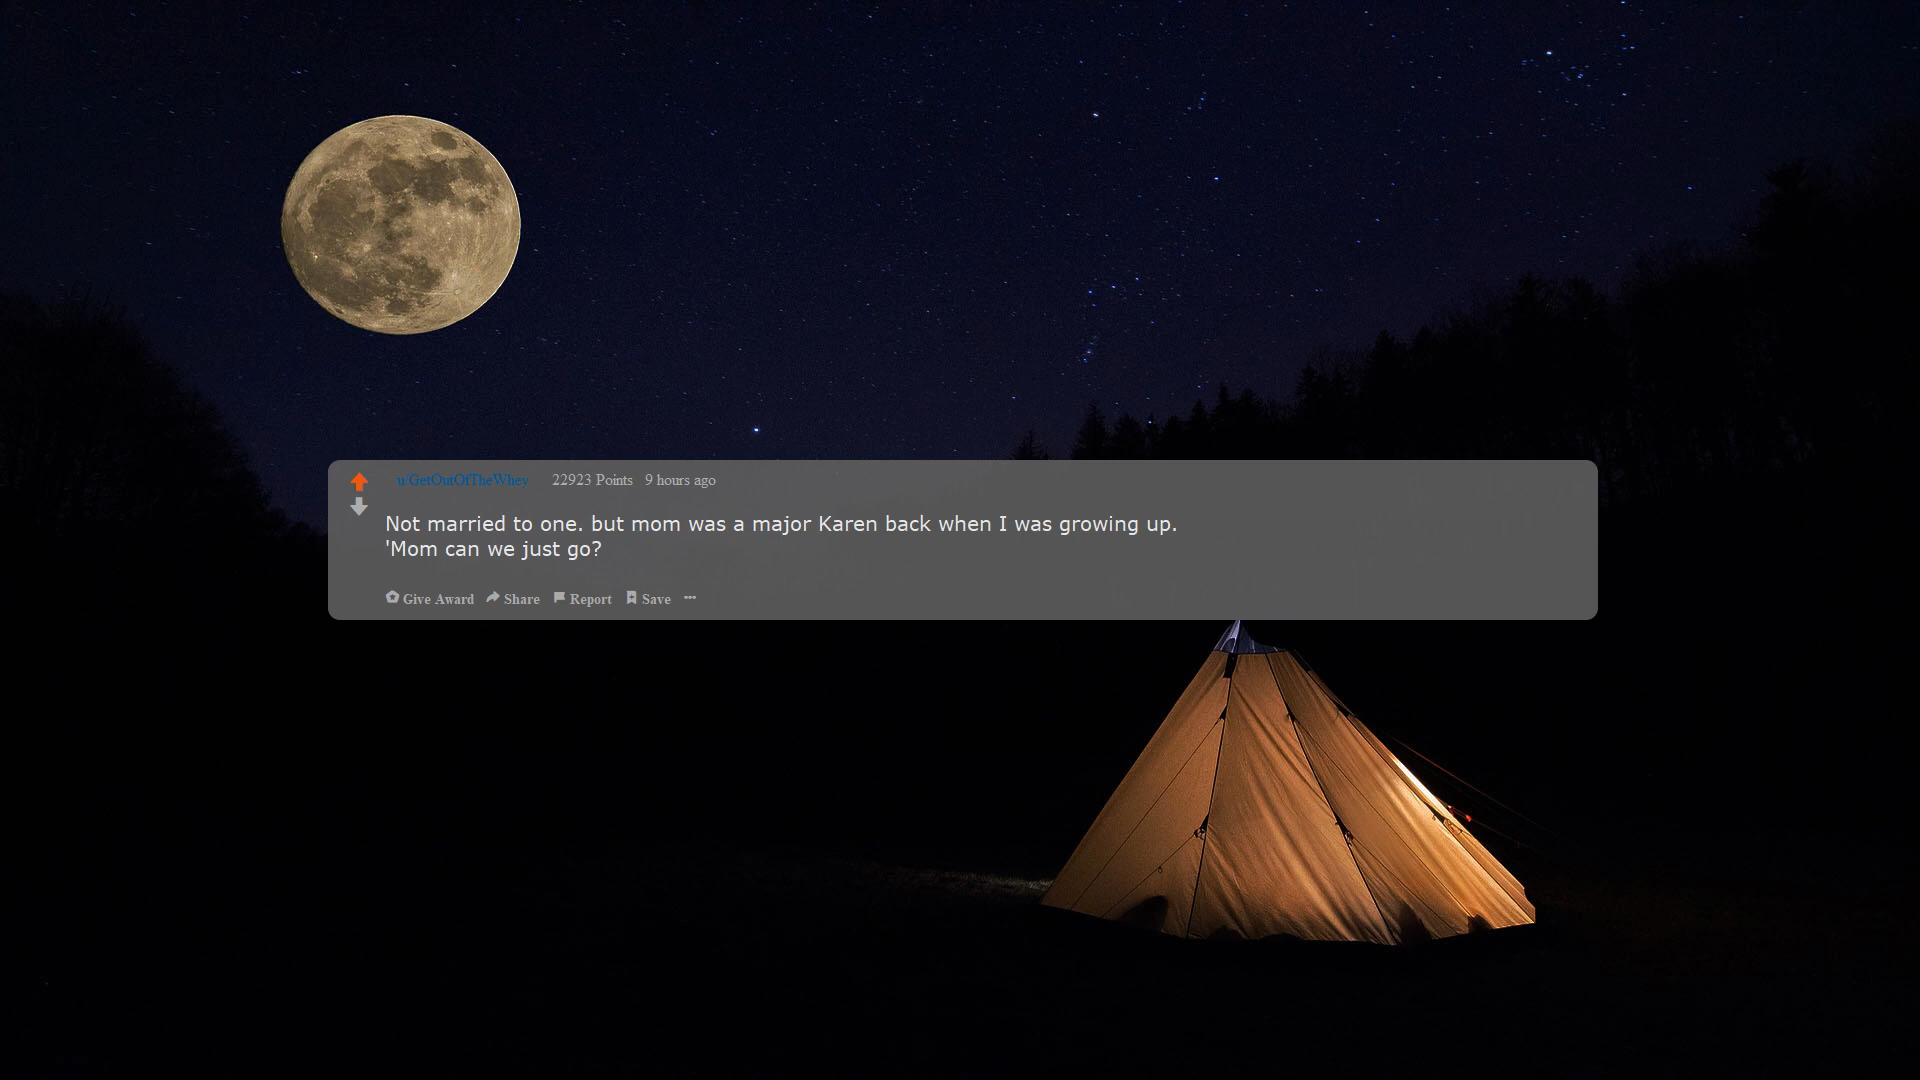 u/GetOutOfTheWhey 22923 Points 9 hours ago
Not married to one. but mom was a major Karen back when I was growing up.
'Mom can we just go?
Give Award Share Report Save ···